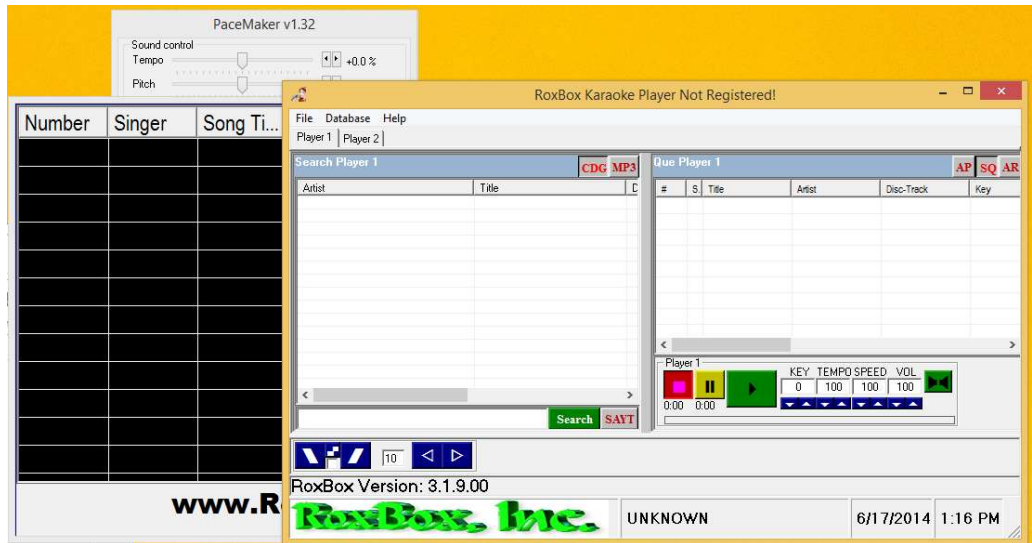 PaceMaker v1.32
Sound control
Tempo +0.0 %
Pitch
Number Singer Song Ti...
www.R
RoxBox Karaoke Player Not Registered!
File Database Help
Player 1 Player 2
Search Player 1 CDG MP3
Artist Title D
Search SAYT
Que Player 1 AP SQ AR
# S. Title Artist Disc-Track Key
Player 1
KEY TEMPO SPEED VOL
0 100 100 100
0:00 0:00
10
RoxBox Version: 3.1.9.00
RoxBox, Inc. UNKNOWN 6/17/2014 1:16 PM